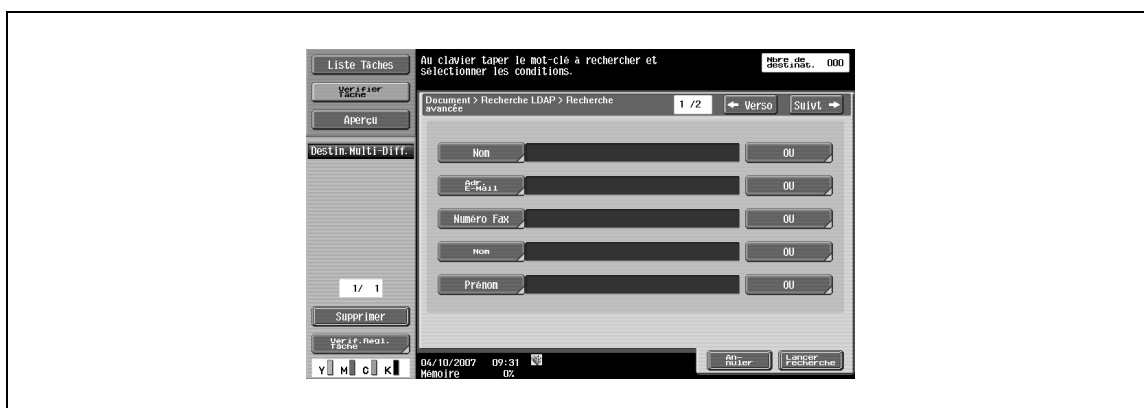 Liste Tâches
Vérifier
Tâche
Aperçu
Destin.Multi-Diff.
1/ 1
Supprimer
Vérif.Régl.
Tâche
Y M C K
Au clavier taper le mot-clé à rechercher et
sélectionner les conditions.
Nbre de
destinat. 000
Document > Recherche LDAP > Recherche
avancée
1 /2
← Verso
Suivt →
Nom OU
Adr.
E-Mail OU
Numéro Fax OU
Nom OU
Prénom OU
04/10/2007 09:31
Mémoire 0%
An-
nuler
Lancer
recherche